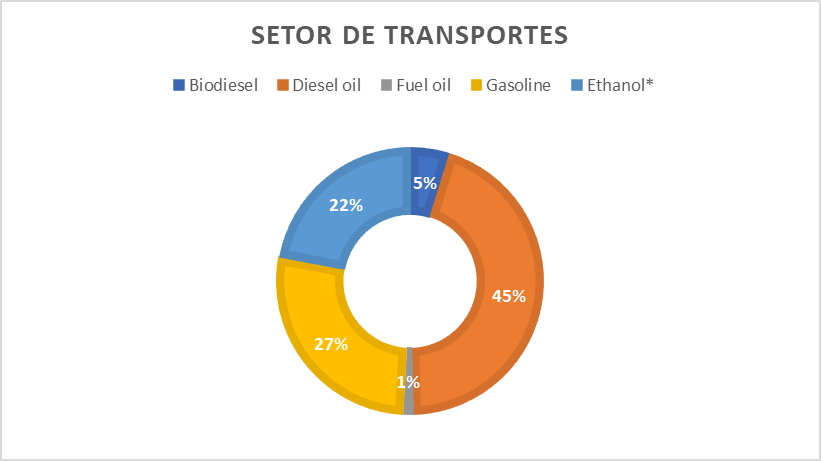 SETOR DE TRANSPORTES
Biodiesel Diesel oil Fuel oil Gasoline Ethanol*
5%
22%
45%
27%
1%